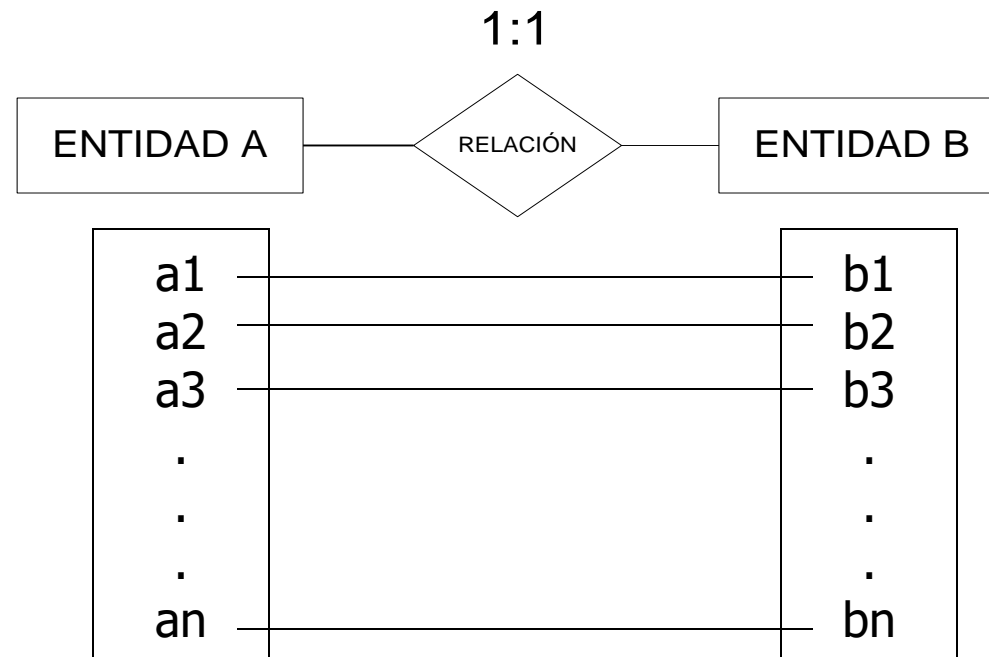 1:1
ENTIDAD A RELACIÓN ENTIDAD B
a1 b1
a2 b2
a3 b3
. .
. .
. .
an bn